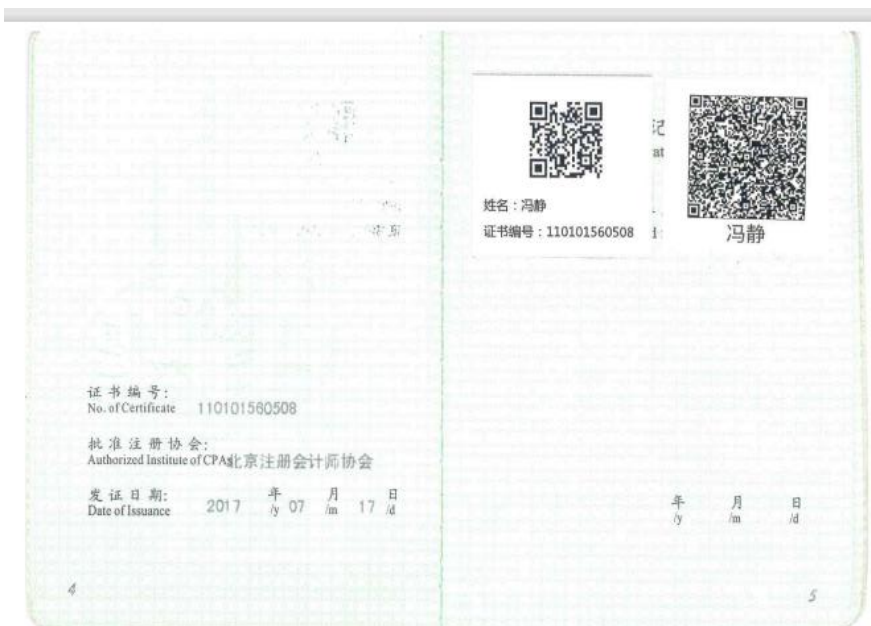 证书编号:
No. of Certificate 110101560508
批准注册协会:
Authorized Institute of CPAs北京注册会计师协会
发证日期:
Date of Issuance 2017 年/y 07 月/m 17 日/d
4
记
at
姓名：冯静
证书编号：110101560508
冯静
年 月 日
/y /m /d
5